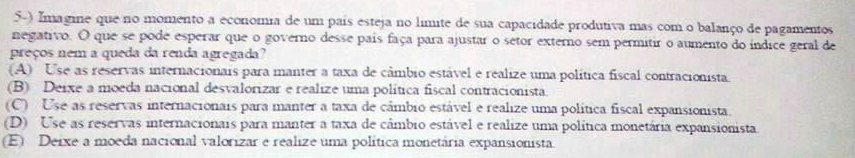 5-) Imagine que no momento a economia de um país esteja no limite de sua capacidade produtiva mas com o balanço de pagamentos
negativo. O que se pode esperar que o governo desse país faça para ajustar o setor externo sem permitir o aumento do índice geral de
preços nem a queda da renda agregada?
(A) Use as reservas internacionais para manter a taxa de câmbio estável e realize uma política fiscal contracionista.
(B) Deixe a moeda nacional desvalorizar e realize uma política fiscal contracionista.
(C) Use as reservas internacionais para manter a taxa de câmbio estável e realize uma política fiscal expansionista.
(D) Use as reservas internacionais para manter a taxa de câmbio estável e realize uma política monetária expansionista.
(E) Deixe a moeda nacional valorizar e realize uma política monetária expansionista.